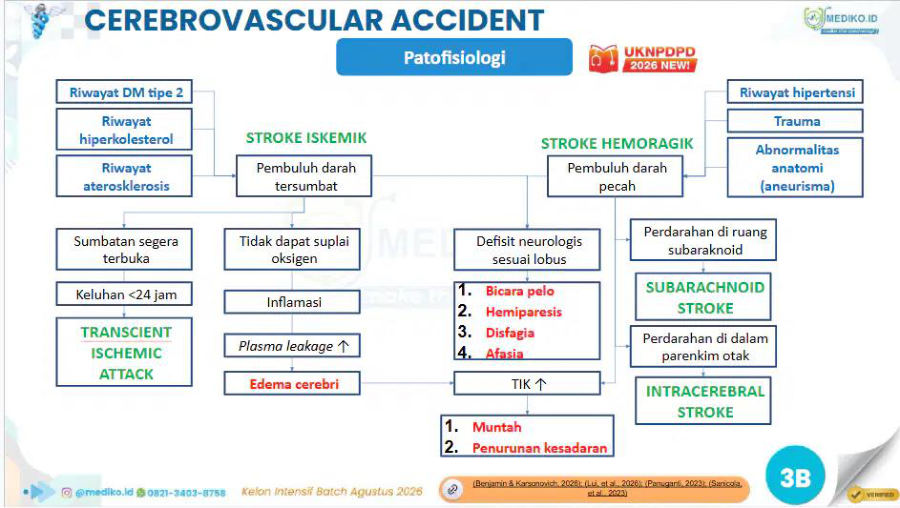 CEREBROVASCULAR ACCIDENT
MEDIKO.ID
Patofisiologi
UKNPDPD
2026 NEW!
Riwayat DM tipe 2
Riwayat
hiperkolesterol
Riwayat
aterosklerosis
STROKE ISKEMIK
Pembuluh darah
tersumbat
STROKE HEMORAGIK
Pembuluh darah
pecah
Riwayat hipertensi
Trauma
Abnormalitas
anatomi
(aneurisma)
Sumbatan segera
terbuka
Keluhan <24 jam
TRANSCIENT
ISCHEMIC
ATTACK
Tidak dapat suplai
oksigen
Inflamasi
Plasma leakage ↑
Edema cerebri
Defisit neurologis
sesuai lobus
1. Bicara pelo
2. Hemiparesis
3. Disfagia
4. Afasia
TIK ↑
1. Muntah
2. Penurunan kesadaran
Perdarahan di ruang
subaraknoid
SUBARACHNOID
STROKE
Perdarahan di dalam
parenkim otak
INTRACEREBRAL
STROKE
@mediko.id 0821-3402-8758
Kelon Intensif Batch Agustus 2026
(Benjamin & Karsonovich, 2026); (Lui, et al., 2026); (Panuganti, 2023); (Sanicola,
et al., 2023)
3B
VERIFIED